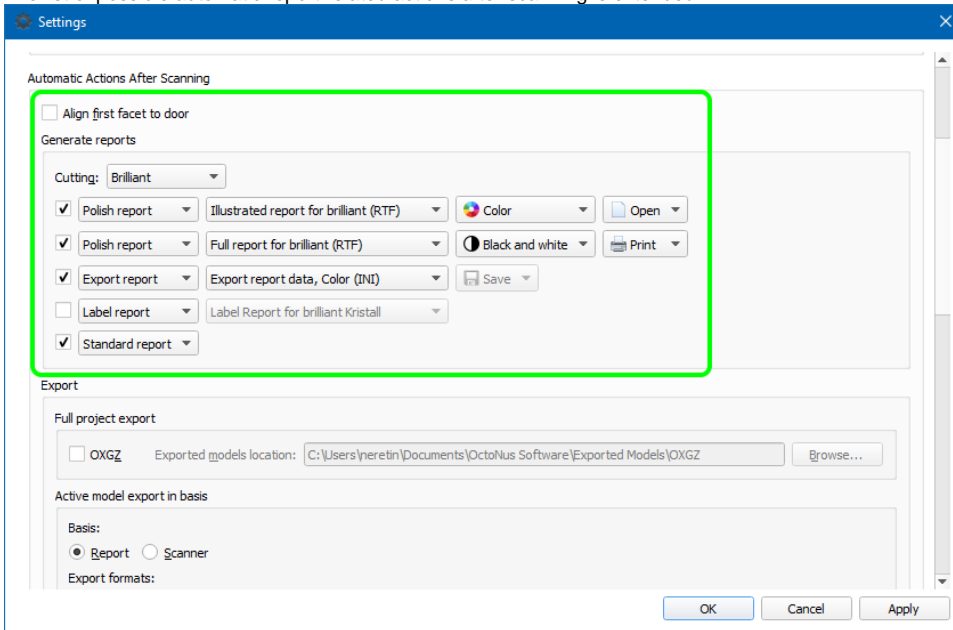 Settings
Automatic Actions After Scanning
Align first facet to door
Generate reports
Cutting: Brilliant
Polish report Illustrated report for brilliant (RTF) Color Open
Polish report Full report for brilliant (RTF) Black and white Print
Export report Export report data, Color (INI) Save
Label report Label Report for brilliant Kristall
Standard report
Export
Full project export
OXGZ Exported models location: C:\Users\neretin\Documents\OctoNus Software\Exported Models\OXGZ Browse...
Active model export in basis
Basis:
Report Scanner
Export formats:
OK Cancel Apply